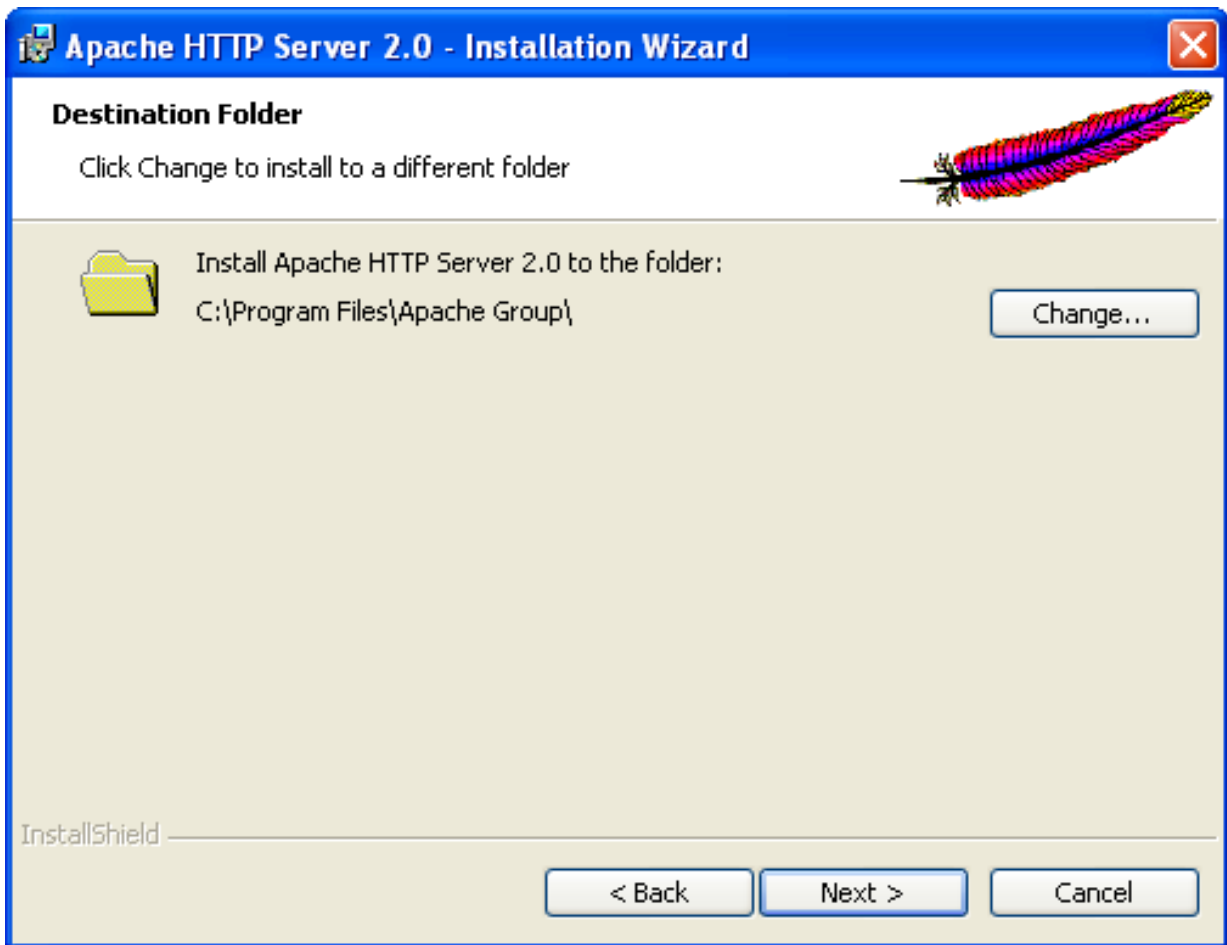 Apache HTTP Server 2.0 - Installation Wizard
Destination Folder
Click Change to install to a different folder
Install Apache HTTP Server 2.0 to the folder:
C:\Program Files\Apache Group\
Change...
InstallShield
< Back
Next >
Cancel